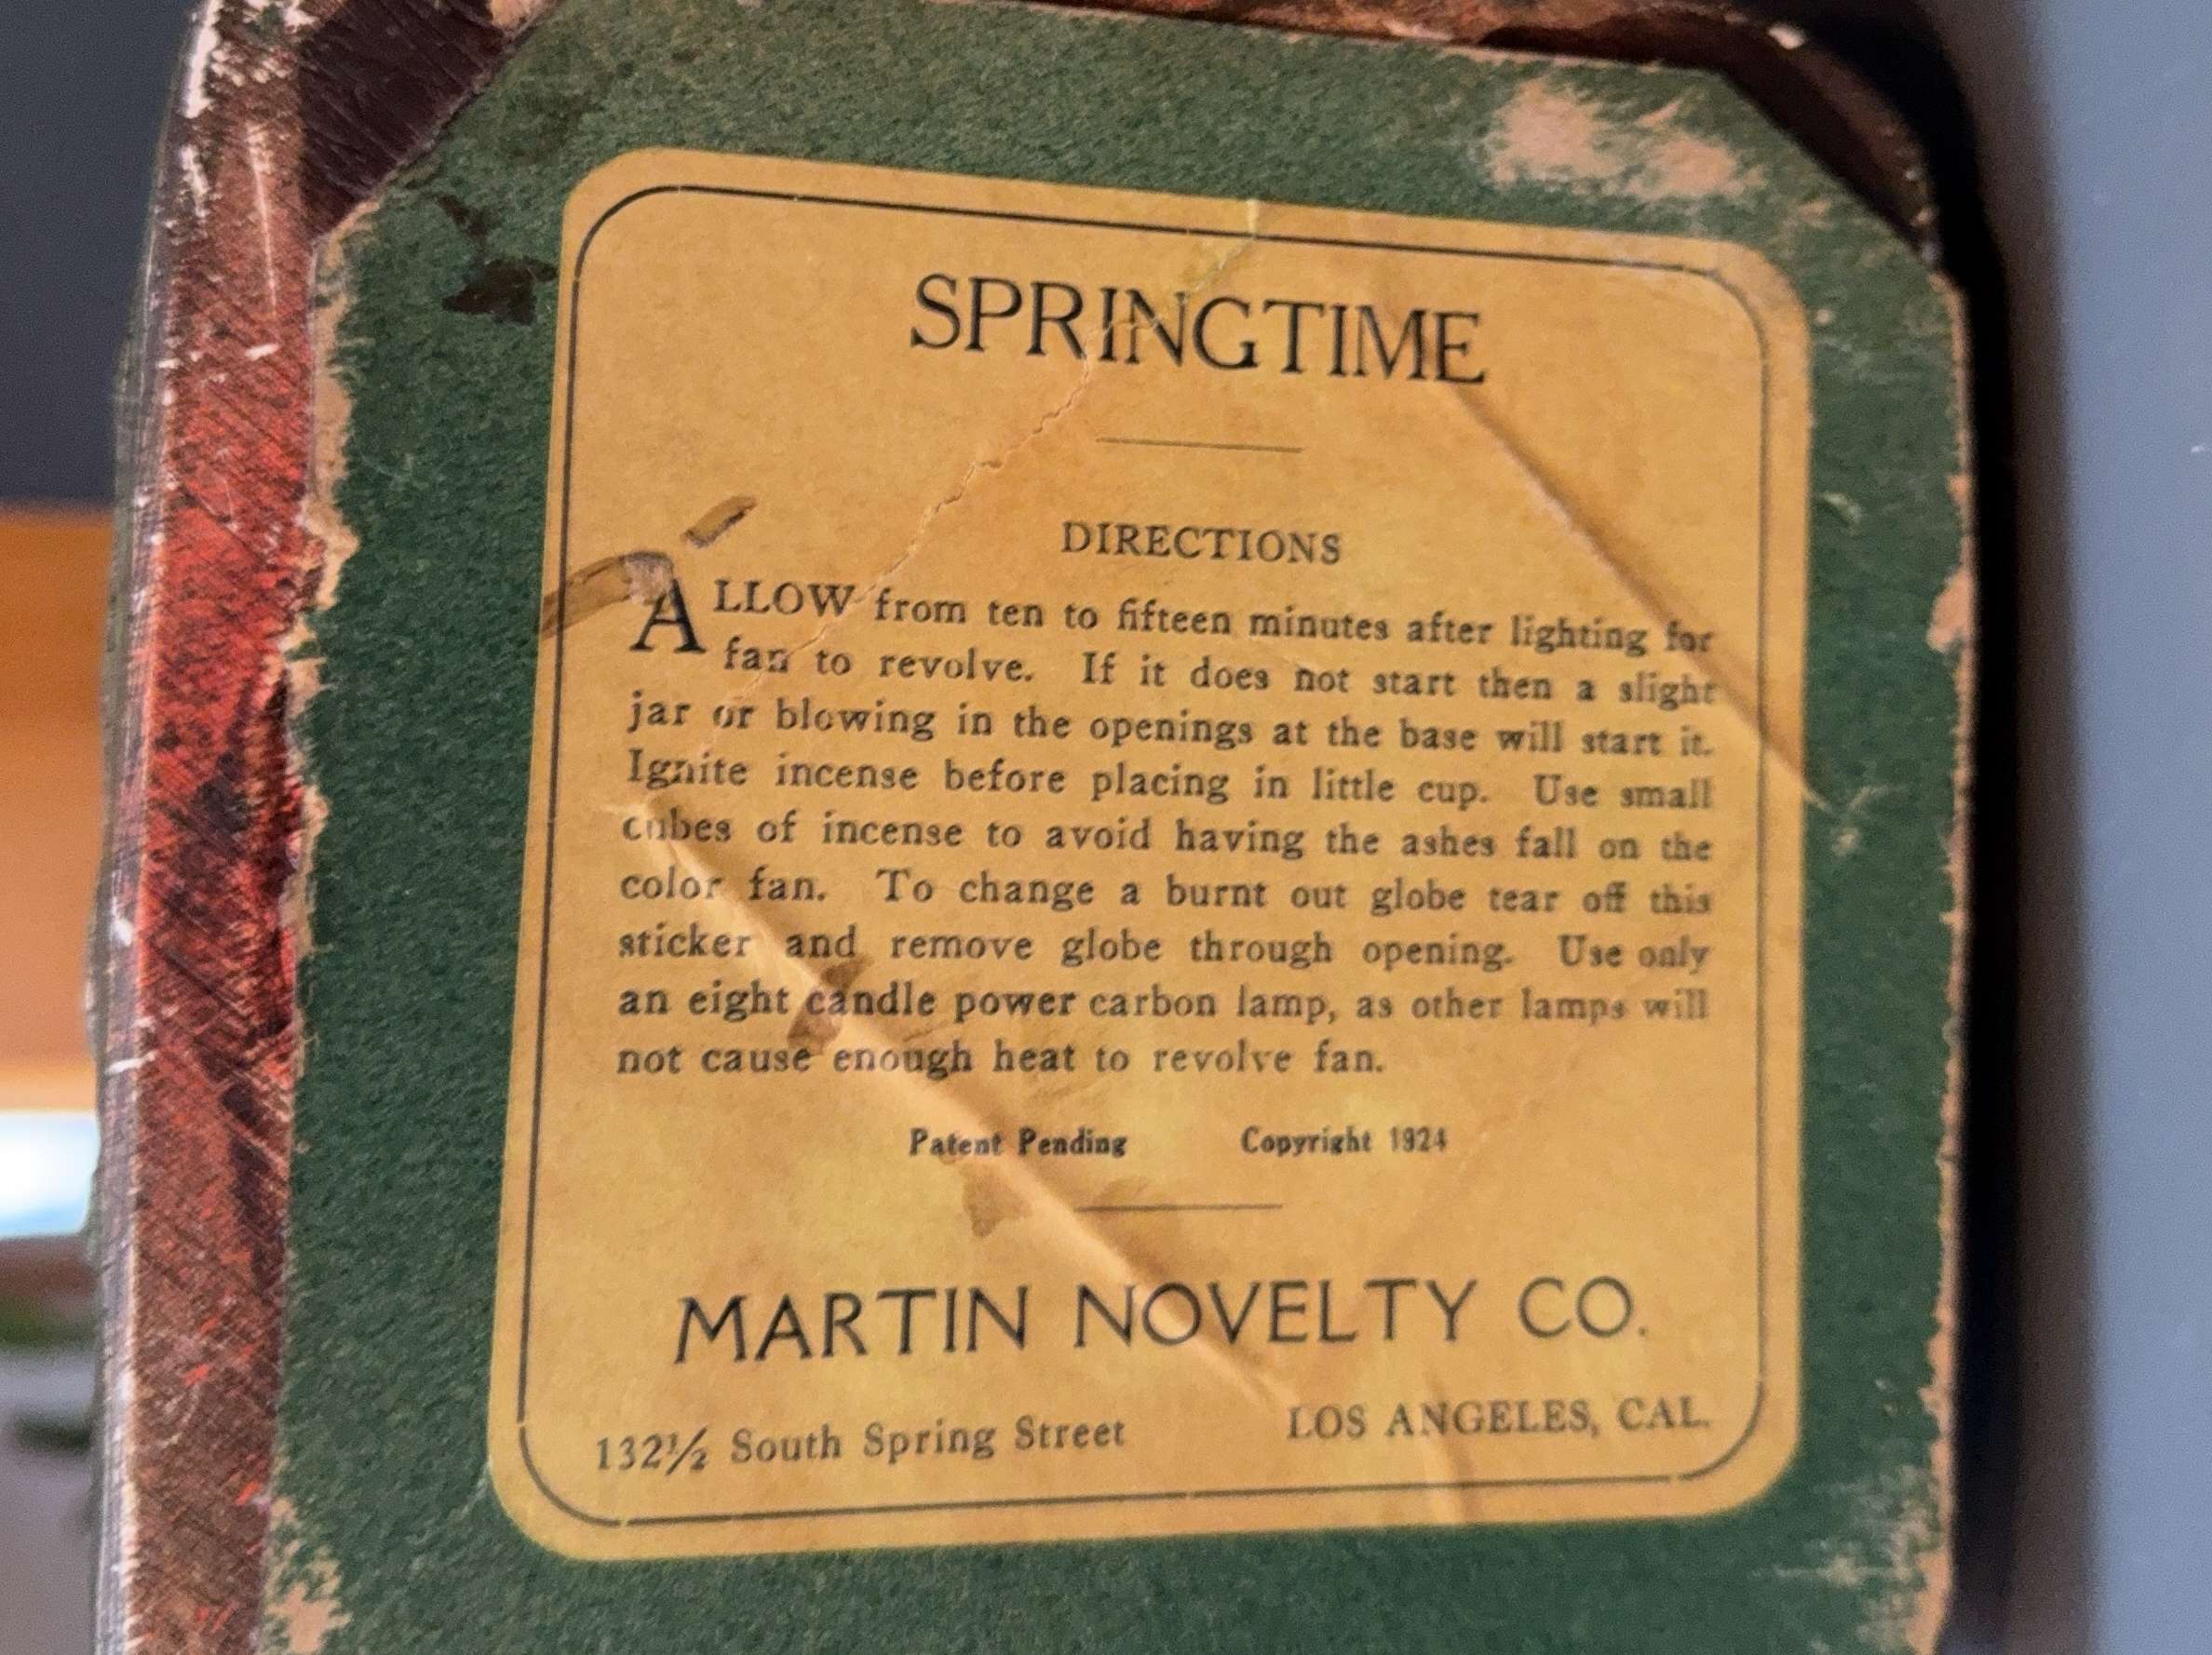 SPRINGTIME
DIRECTIONS
ALLOW from ten to fifteen minutes after lighting for
fan to revolve. If it does not start then a slight
jar or blowing in the openings at the base will start it.
Ignite incense before placing in little cup. Use small
cubes of incense to avoid having the ashes fall on the
color fan. To change a burnt out globe tear off this
sticker and remove globe through opening. Use only
an eight candle power carbon lamp, as other lamps will
not cause enough heat to revolve fan.
Patent Pending Copyright 1924
MARTIN NOVELTY CO.
132½ South Spring Street LOS ANGELES, CAL.